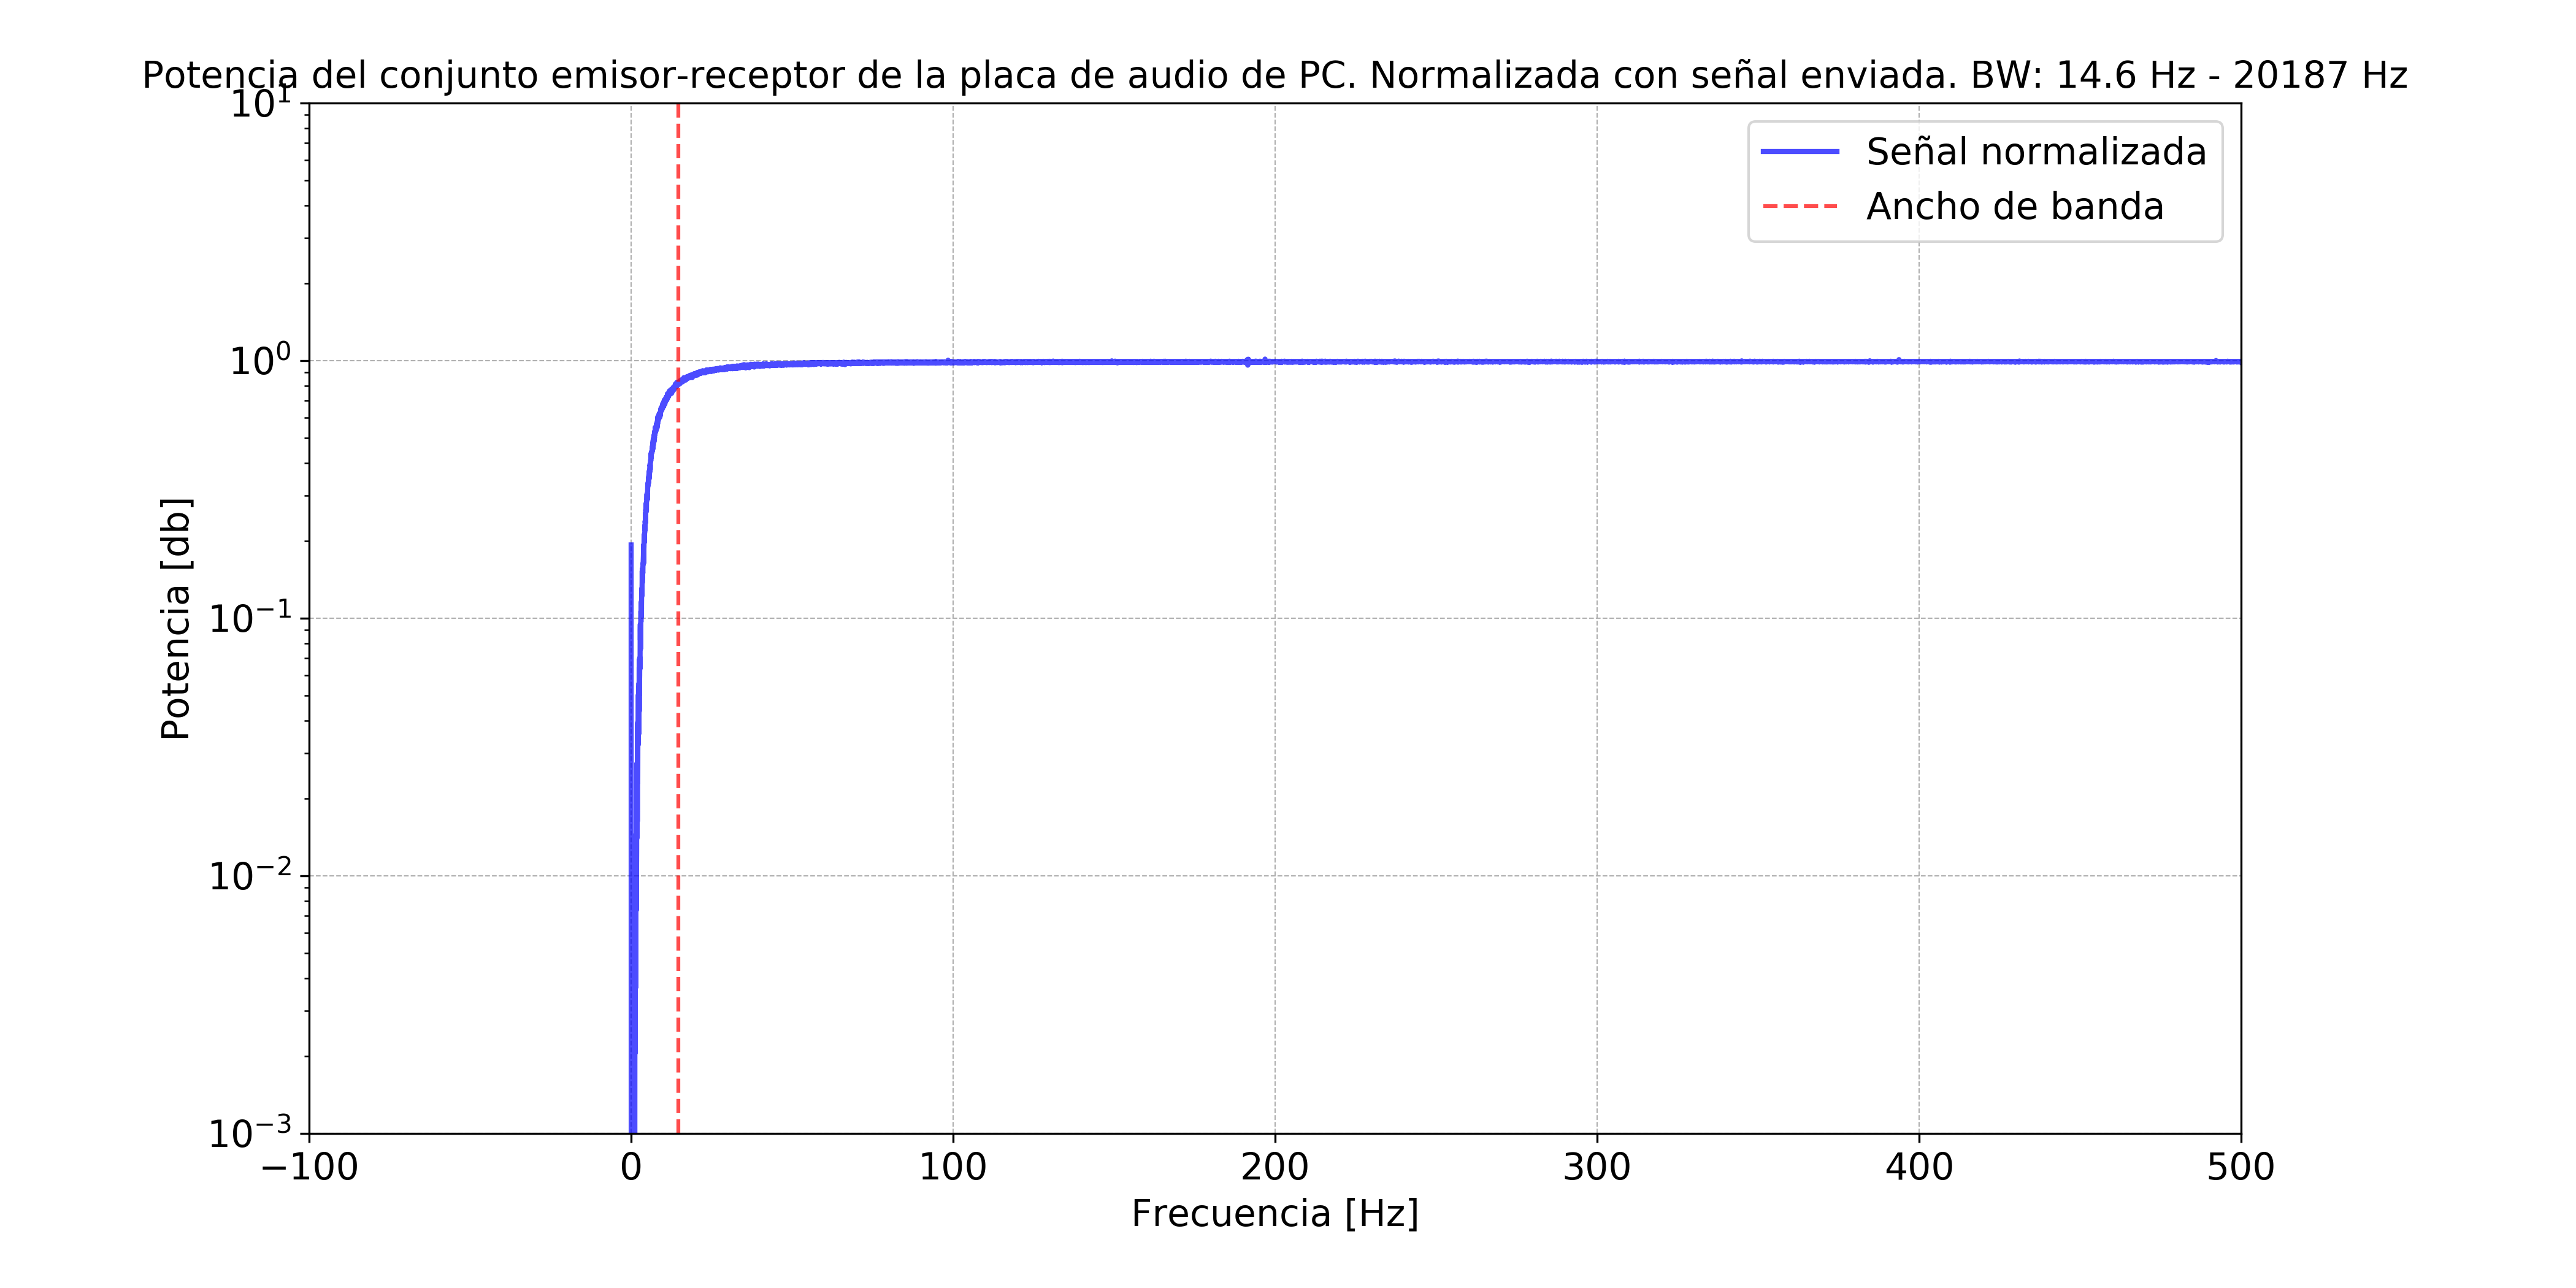 Potencia del conjunto emisor-receptor de la placa de audio de PC. Normalizada con señal enviada. BW: 14.6 Hz - 20187 Hz
10¹
10⁰
10⁻¹
10⁻²
10⁻³
Potencia [db]
Señal normalizada
Ancho de banda
−100 0 100 200 300 400 500
Frecuencia [Hz]